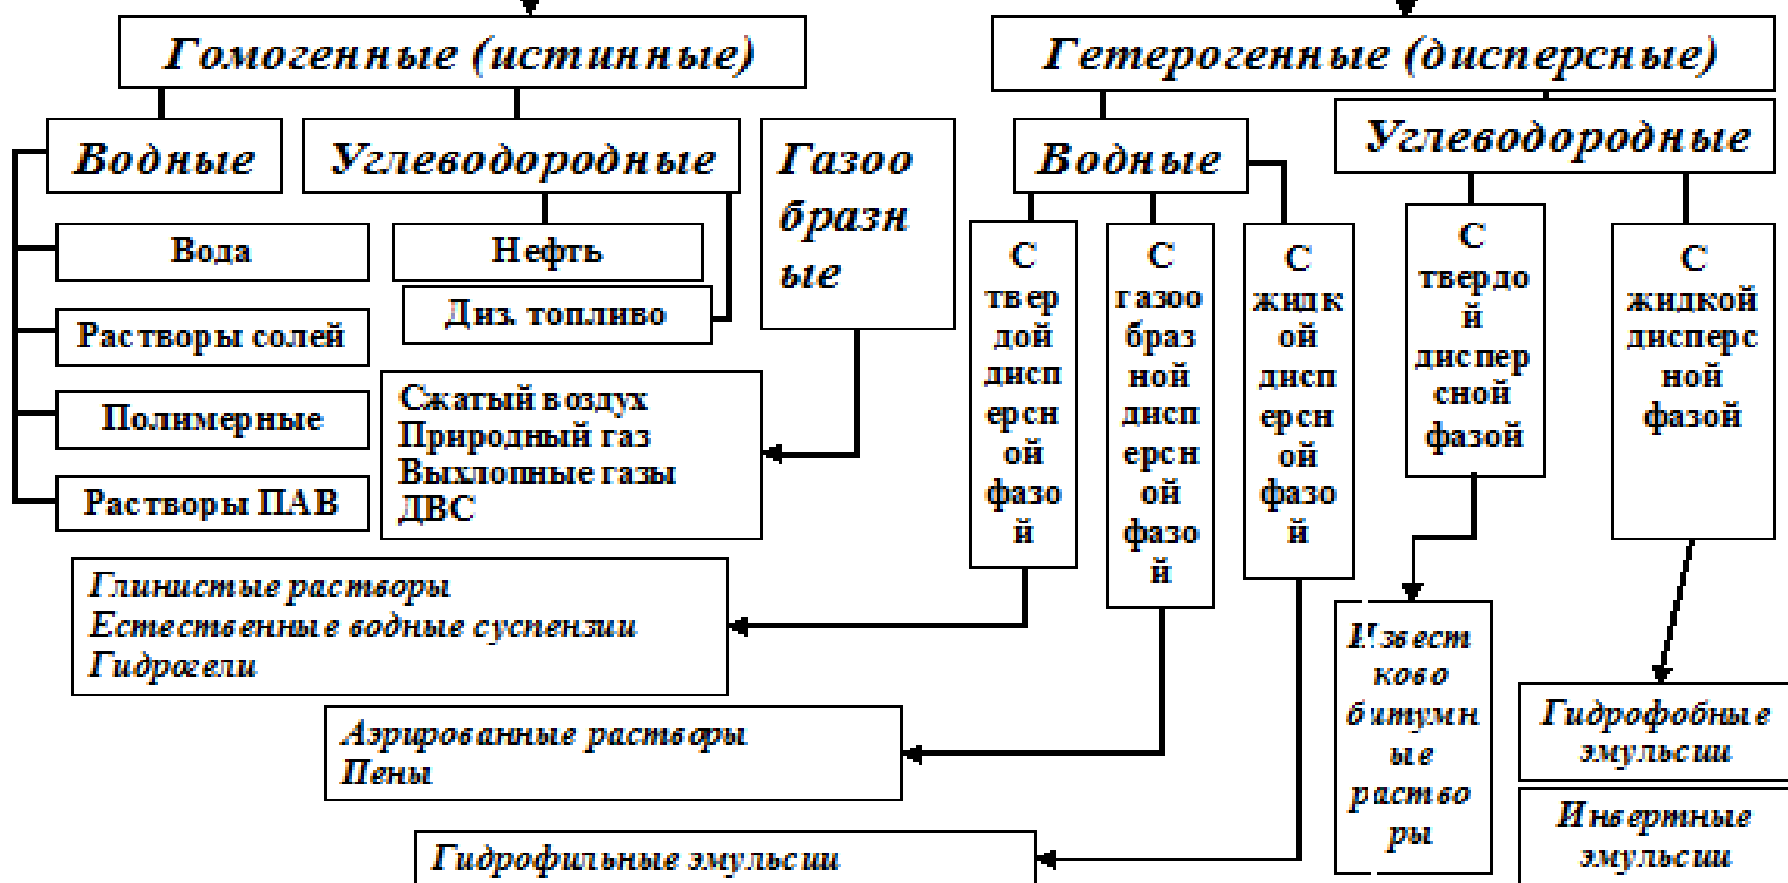 Гомогенные (истинные)
Гетерогенные (дисперсные)
Водные
Углеводородные
Газоо
бразн
ые
Водные
Углеводородные
Вода
Растворы солей
Полимерные
Растворы ПАВ
Нефть
Диз. топливо
Сжатый воздух
Природный газ
Выхлопные газы
ДВС
С
твер
дой
дисп
ерсн
ой
фазо
й
С
газоо
браз
ной
дисп
ерсн
ой
фазо
й
С
жидк
ой
дисп
ерсн
ой
фазо
й
С
твердо
й
диспер
сной
фазой
С
жидкой
дисперс
ной
фазой
Глинистые растворы
Естественные водные суспензии
Гидрогели
Аэрированные растворы
Пены
Гидрофильные эмульсии
Извест
ково
битумн
ые
раство
ры
Гидрофобные
эмульсии
Инвертные
эмульсии